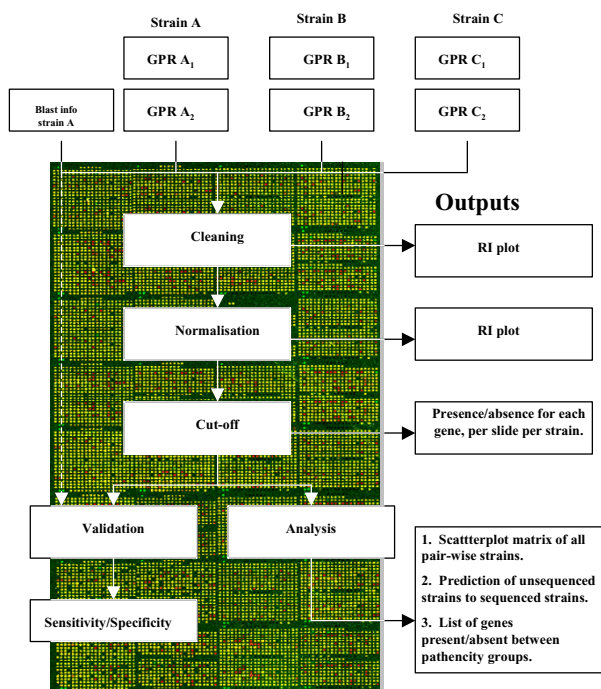 Strain A
Strain B
Strain C
GPR A1
GPR B1
GPR C1
Blast info
strain A
GPR A2
GPR B2
GPR C2
Outputs
Cleaning
RI plot
Normalisation
RI plot
Cut-off
Presence/absence for each
gene, per slide per strain.
Validation
Analysis
1. Scattterplot matrix of all
pair-wise strains.
2. Prediction of unsequenced
strains to sequenced strains.
3. List of genes
present/absent between
pathencity groups.
Sensitivity/Specificity